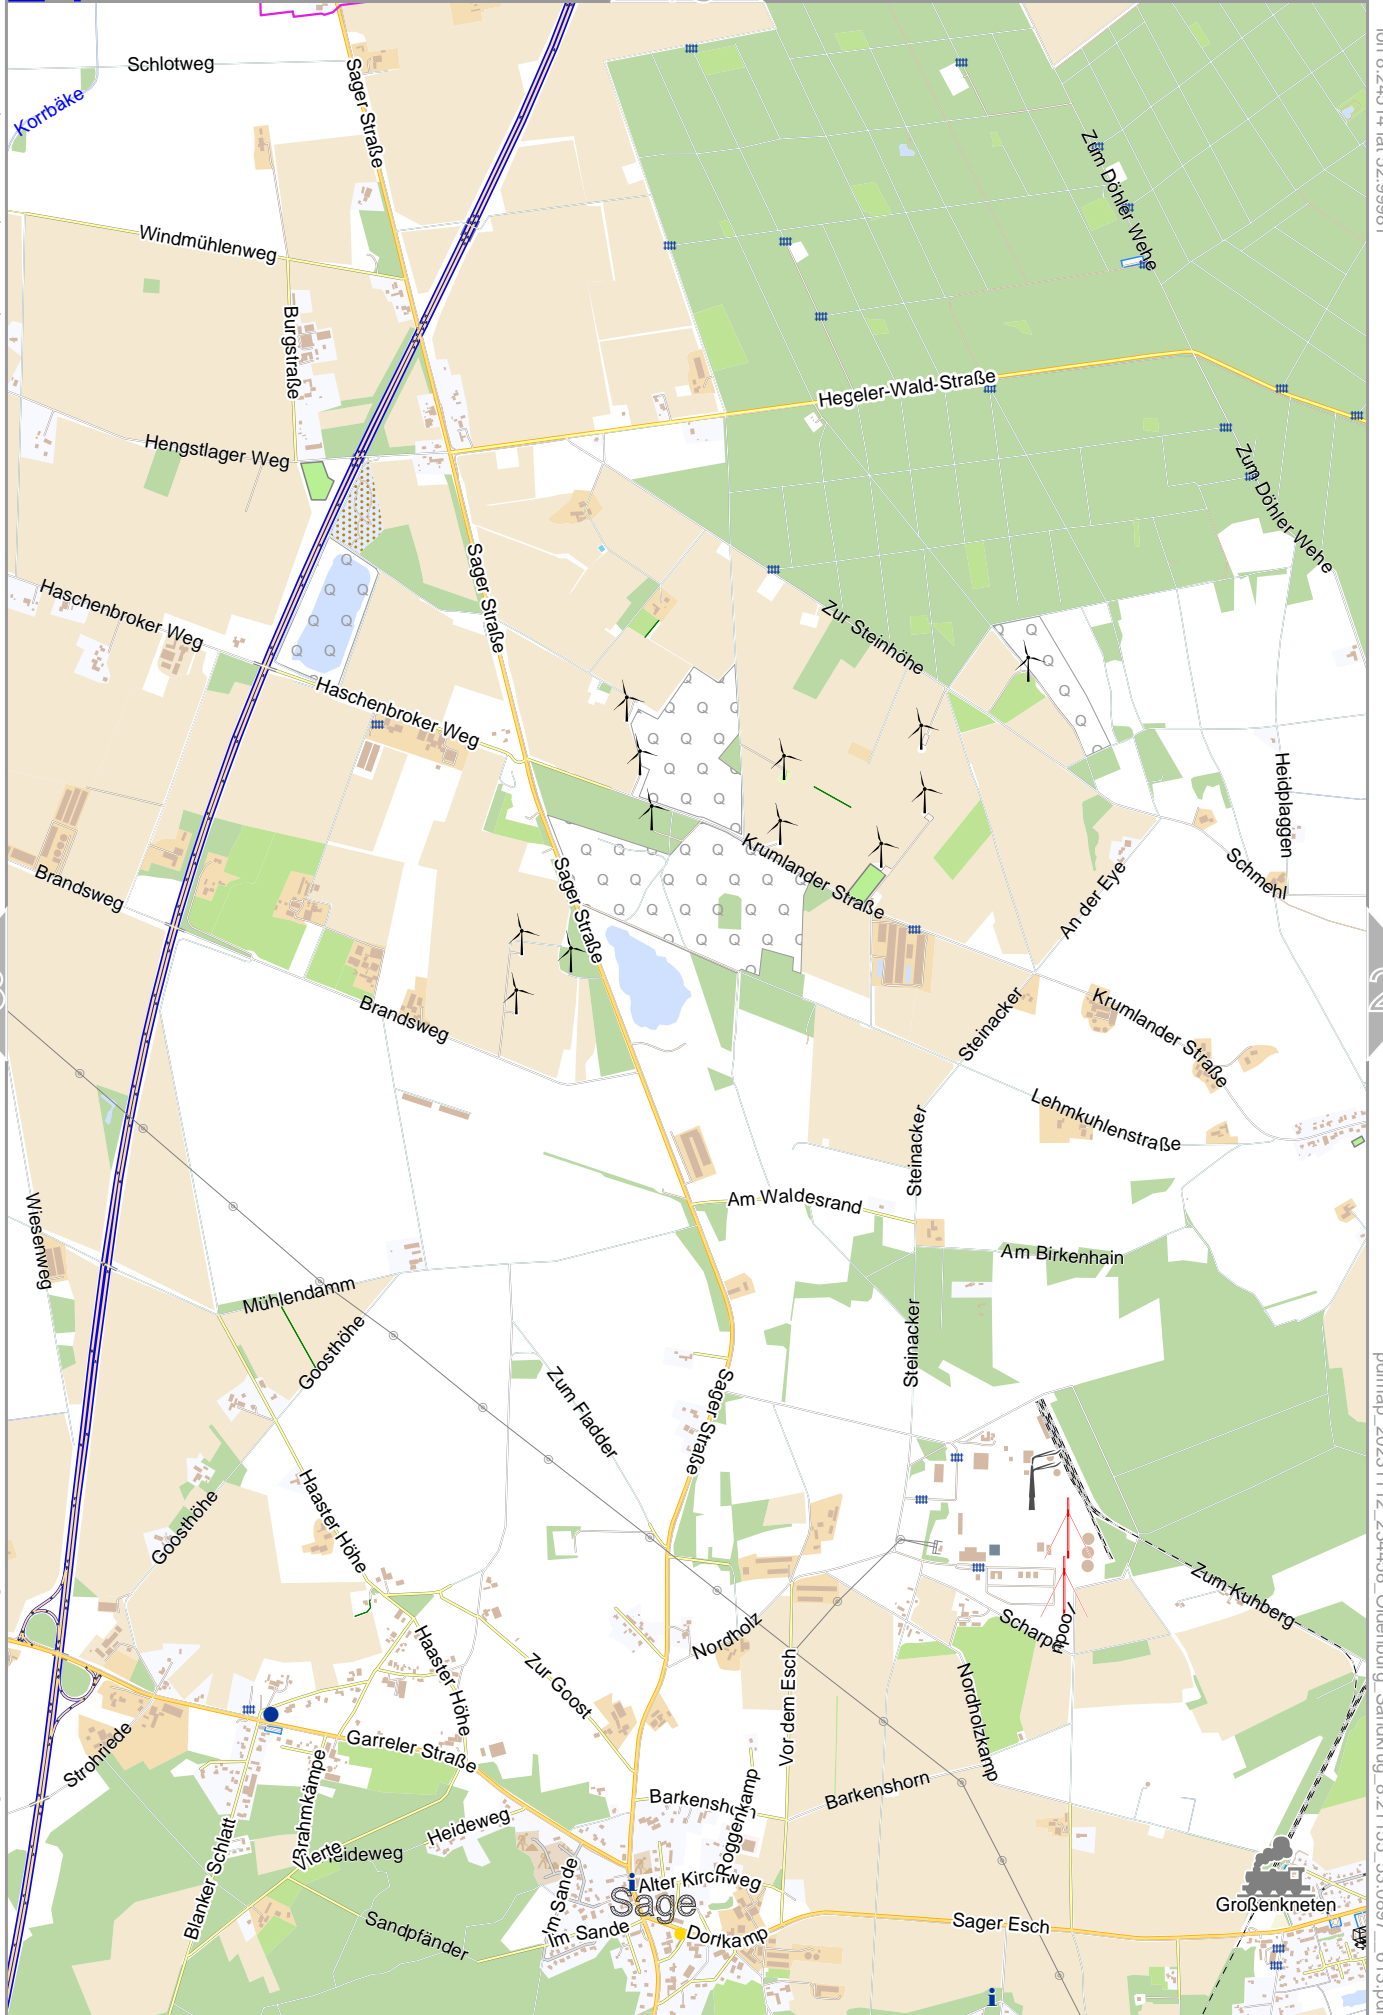 Schlotweg
Korrbäke
Sager Straße
Zum Döhler Wehe
Windmühlenweg
Burgstraße
Hegeler-Wald-Straße
Hengstlager Weg
Zum Döhler Wehe
Sager Straße
Haschenbroker Weg
Zur Steinhöhe
Haschenbroker Weg
Heidplaggen
Krumlander Straße
Schmehl
Brandsweg
Sager Straße
An der Eye
Brandsweg
Steinacker
Krumlander Straße
Lehmkuhlenstraße
Steinacker
Wiesenweg
Am Waldesrand
Am Birkenhain
Mühlendamm
Goosthöhe
Steinacker
Zum Fladder
Sager Straße
Haaster Höhe
Goosthöhe
Zum Kuhberg
Scharpen
Nordholz
Haaster Höhe
Zur Goost
Vor dem Esch
Nordholzkamp
Garreler Straße
Strohriede
Brahmkämpe
Barkenshorn
Barkenshorn
Roggenkamp
Heideweg
Vierte
Heideweg
Blanker Schlatt
Im Sande
Alter Kirchweg
Sage
Großenkneten
Sandpfänder
Im Sande
Dorfkamp
Sager Esch